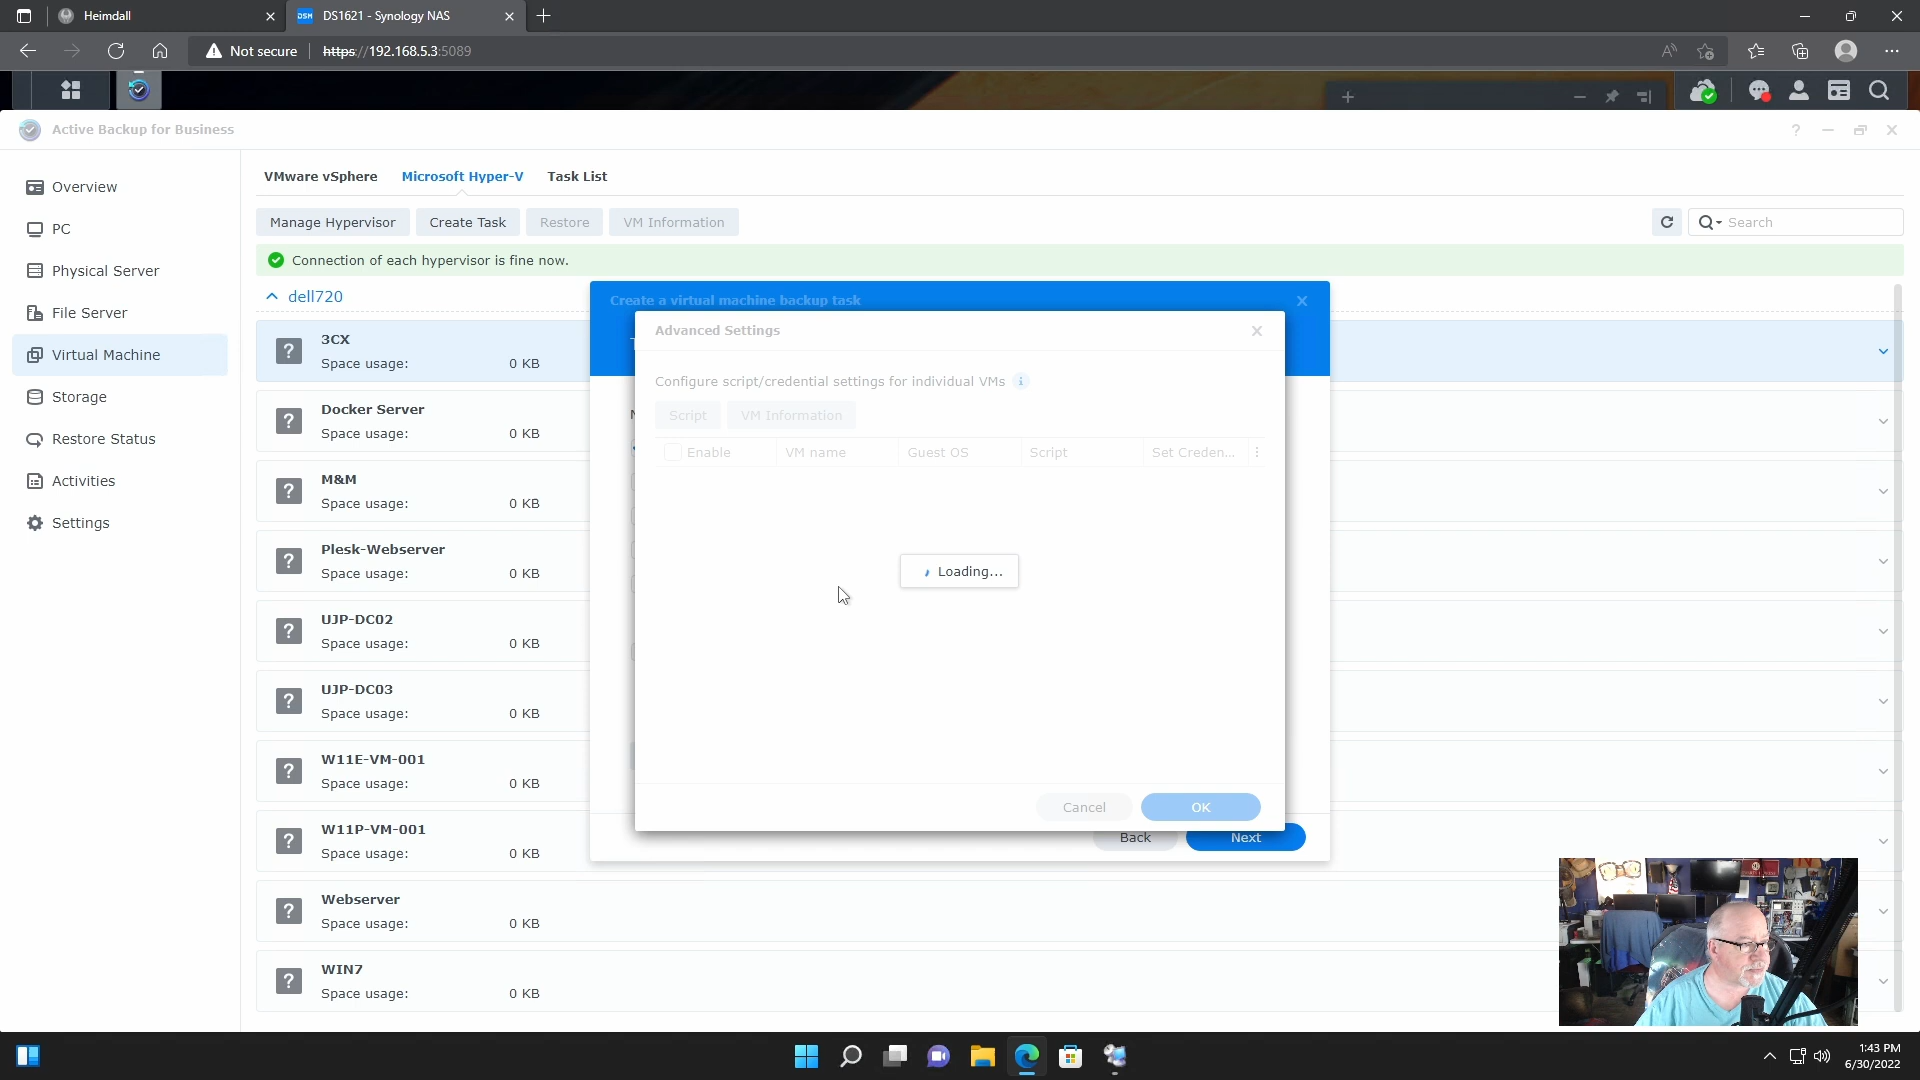 Heimdall
DSM DS1621 - Synology NAS
Not secure
https://192.168.5.3:5089
Active Backup for Business
Overview
PC
Physical Server
File Server
Virtual Machine
Storage
Restore Status
Activities
Settings
VMware vSphere Microsoft Hyper-V Task List
Manage Hypervisor Create Task Restore VM Information
Search
Connection of each hypervisor is fine now.
dell720
3CX
Space usage: 0 KB
Docker Server
Space usage: 0 KB
M&M
Space usage: 0 KB
Plesk-Webserver
Space usage: 0 KB
UJP-DC02
Space usage: 0 KB
UJP-DC03
Space usage: 0 KB
W11E-VM-001
Space usage: 0 KB
W11P-VM-001
Space usage: 0 KB
Webserver
Space usage: 0 KB
WIN7
Space usage: 0 KB
Create a virtual machine backup task
Advanced Settings
Configure script/credential settings for individual VMs
Script VM Information
Enable VM name Guest OS Script Set Creden...
Loading...
Cancel OK
Back Next
1:43 PM
6/30/2022